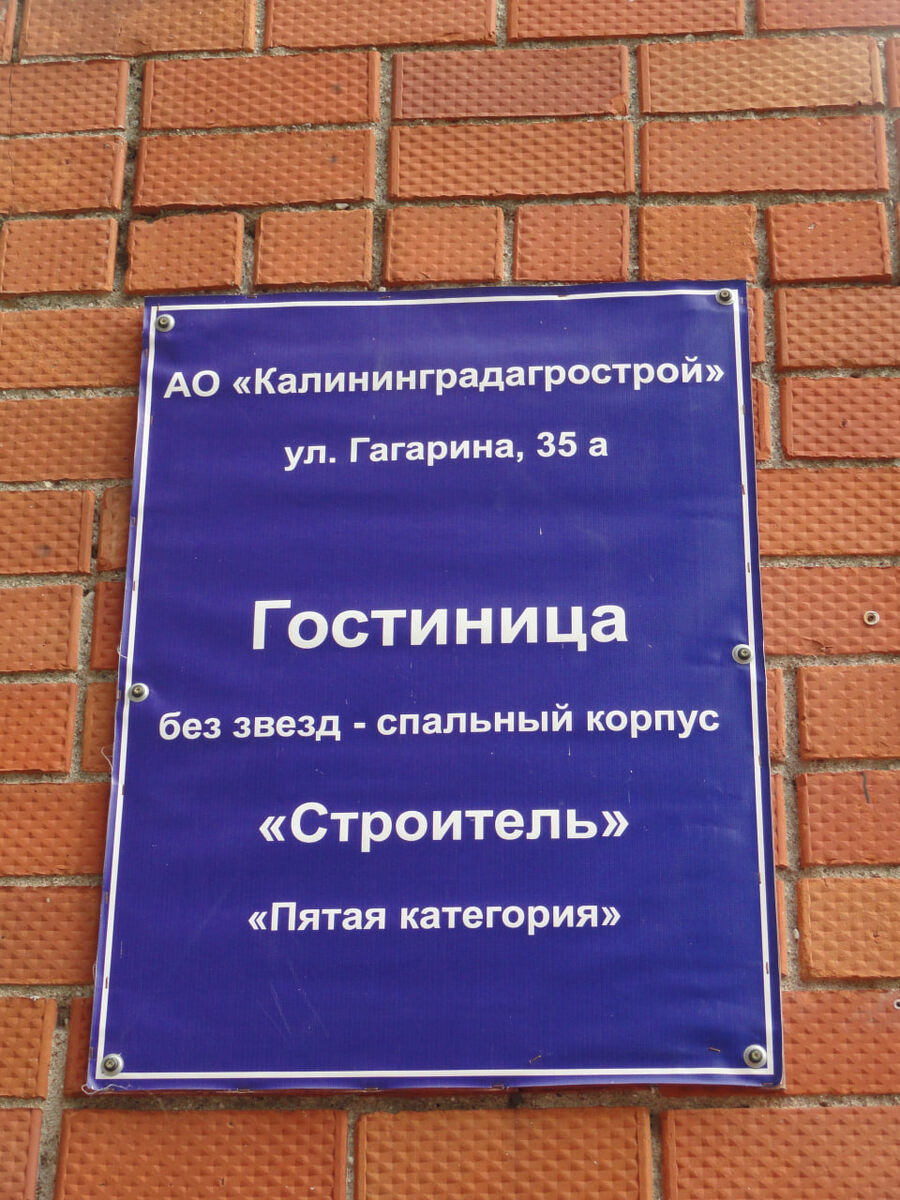 АО «Калининградагрострой»
ул. Гагарина, 35 а
Гостиница
без звезд - спальный корпус
«Строитель»
«Пятая категория»